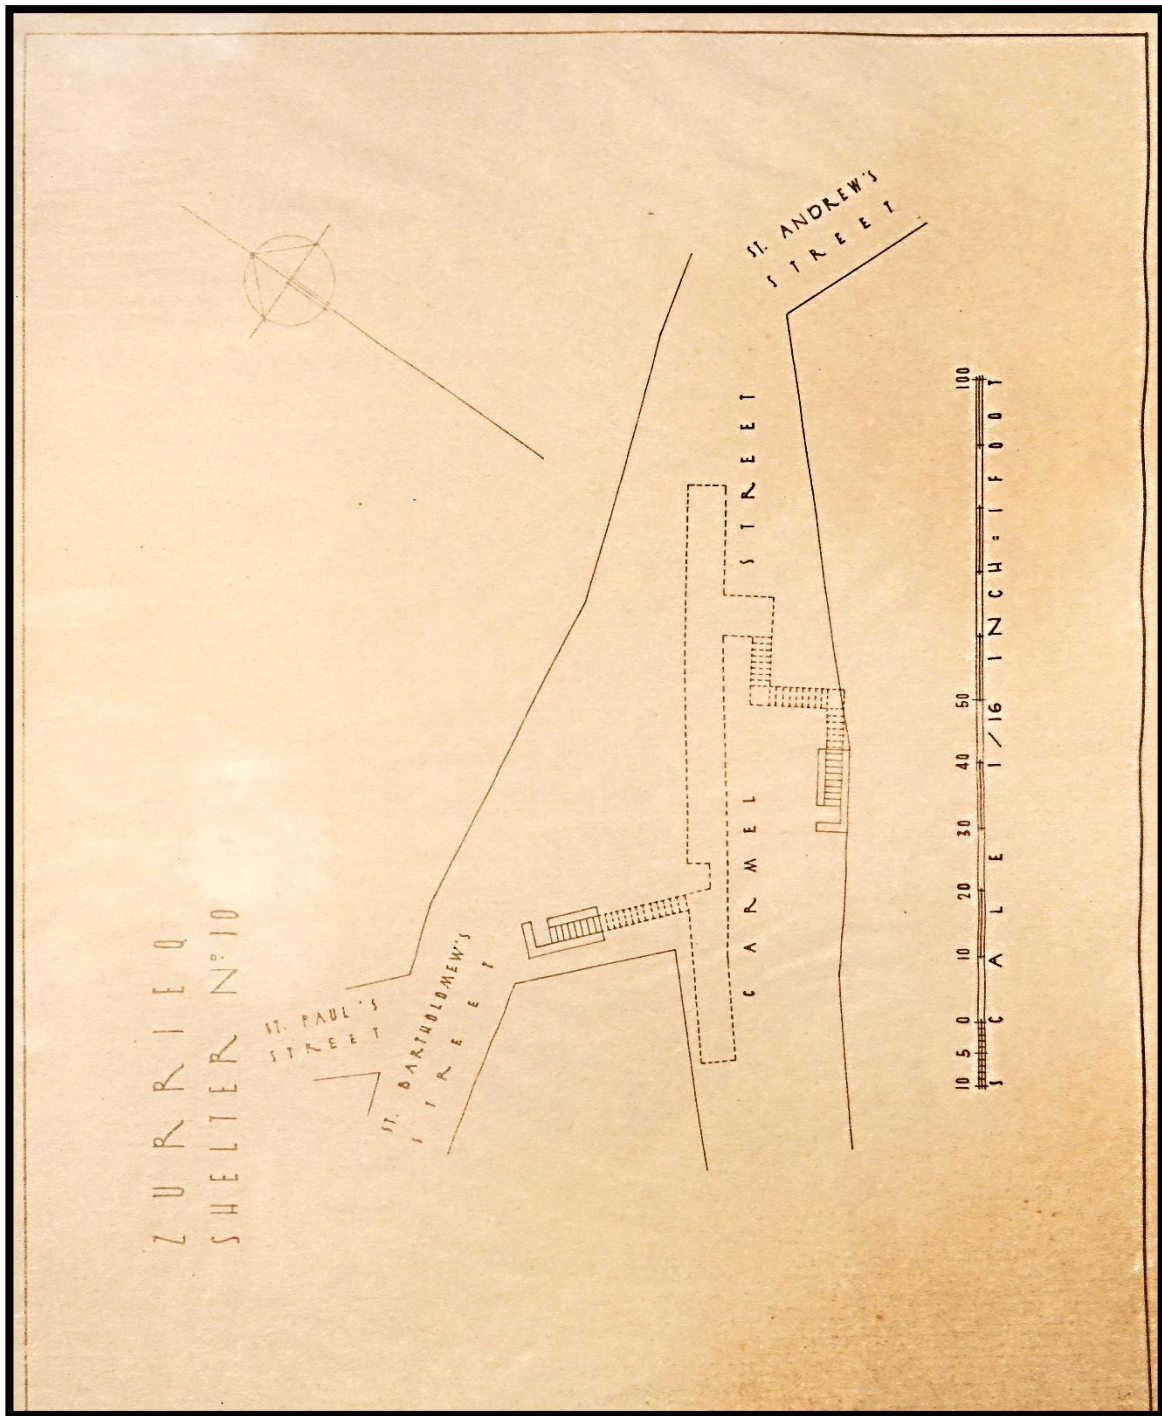 ZURRIEQ
SHELTER Nº 10
ST. PAUL'S
STREET
ST. BARTHOLOMEW'S
STREET
CARMEL STREET
ST. ANDREW'S
STREET
10 5 0 10 20 30 40 50 100
SCALE 1/16 INCH = 1 FOOT